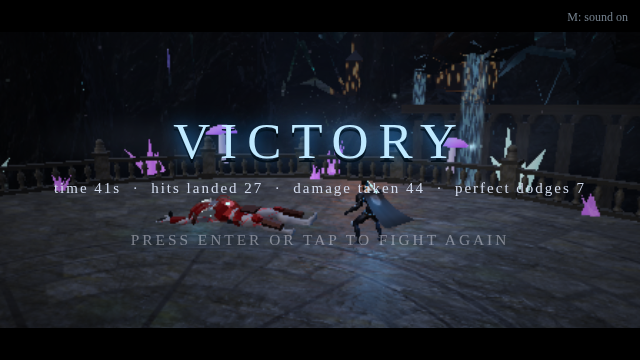 M: sound on
VICTORY
time 41s · hits landed 27 · damage taken 44 · perfect dodges 7
PRESS ENTER OR TAP TO FIGHT AGAIN